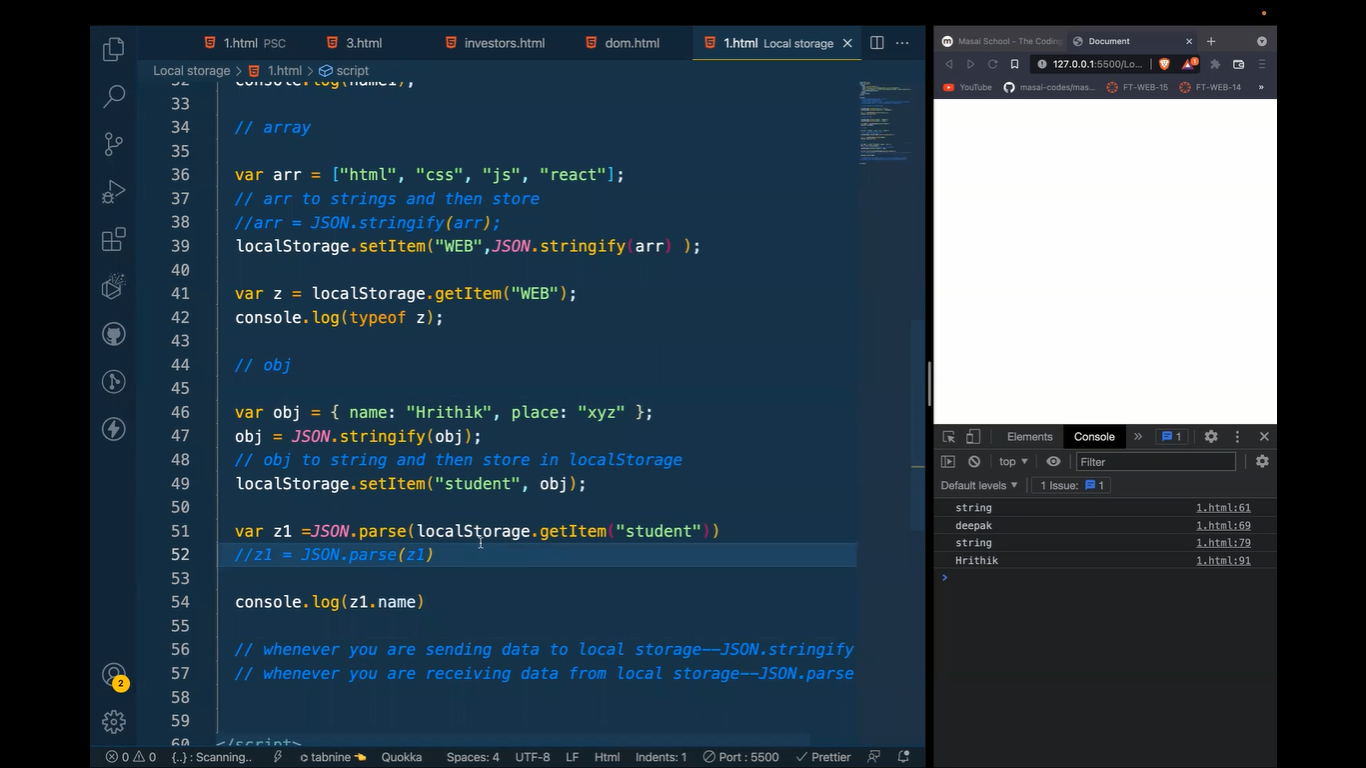 1.html PSC
3.html
investors.html
dom.html
1.html Local storage
Local storage > 1.html > script
32 console.log(name1);
33
34 // array
35
36 var arr = ["html", "css", "js", "react"];
37 // arr to strings and then store
38 //arr = JSON.stringify(arr);
39 localStorage.setItem("WEB",JSON.stringify(arr) );
40
41 var z = localStorage.getItem("WEB");
42 console.log(typeof z);
43
44 // obj
45
46 var obj = { name: "Hrithik", place: "xyz" };
47 obj = JSON.stringify(obj);
48 // obj to string and then store in localStorage
49 localStorage.setItem("student", obj);
50
51 var z1 =JSON.parse(localStorage.getItem("student"))
52 //z1 = JSON.parse(z1)
53
54 console.log(z1.name)
55
56 // whenever you are sending data to local storage--JSON.stringify
57 // whenever you are receiving data from local storage--JSON.parse
58
59
60 </script>
2
0 0 {..} : Scanning.. tabnine Quokka Spaces: 4 UTF-8 LF Html Indents: 1 Port : 5500 Prettier
Masai School - The Coding
Document
127.0.0.1:5500/Lo...
1
YouTube masai-codes/mas... FT-WEB-15 FT-WEB-14 »
Elements Console » 1
top Filter
Default levels 1 Issue: 1
string 1.html:61
deepak 1.html:69
string 1.html:79
Hrithik 1.html:91
>